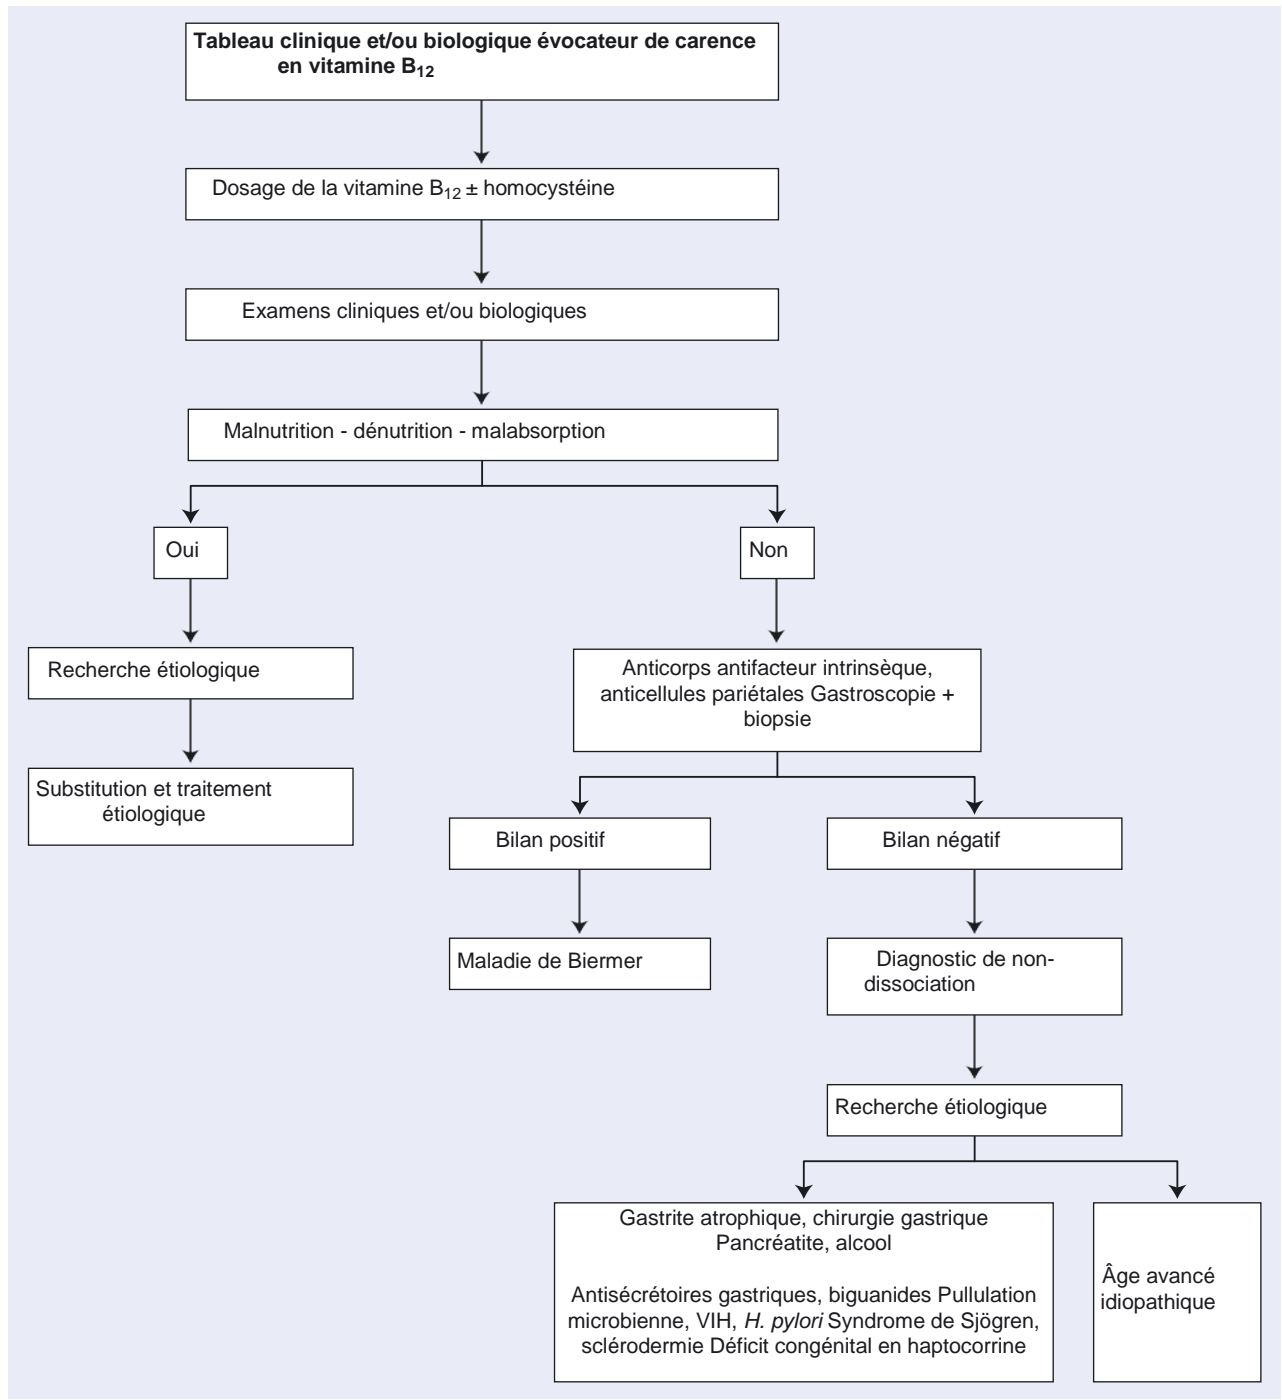 Tableau clinique et/ou biologique évocateur de carence
en vitamine B12
Dosage de la vitamine B12 ± homocystéine
Examens cliniques et/ou biologiques
Malnutrition - dénutrition - malabsorption
Oui
Non
Recherche étiologique
Anticorps antifacteur intrinsèque,
anticellules pariétales Gastroscopie +
biopsie
Substitution et traitement
étiologique
Bilan positif
Bilan négatif
Maladie de Biermer
Diagnostic de non-
dissociation
Recherche étiologique
Gastrite atrophique, chirurgie gastrique
Pancréatite, alcool
Antisécrétoires gastriques, biguanides Pullulation
microbienne, VIH, H. pylori Syndrome de Sjögren,
sclérodermie Déficit congénital en haptocorrine
Âge avancé
idiopathique